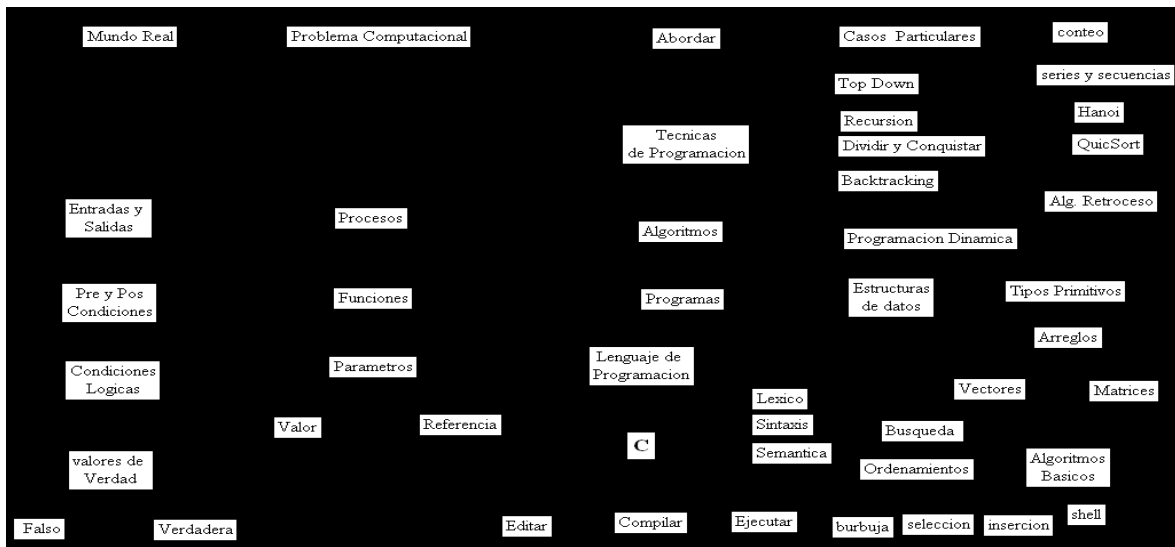 Mundo Real
Problema Computacional
Abordar
Casos Particulares
conteo
Top Down
series y secuencias
Recursion
Hanoi
Tecnicas
de Programacion
Dividir y Conquistar
QuicSort
Backtracking
Alg. Retroceso
Entradas y
Salidas
Procesos
Algoritmos
Programacion Dinamica
Pre y Pos
Condiciones
Funciones
Programas
Estructuras
de datos
Tipos Primitivos
Arreglos
Condiciones
Logicas
Parametros
Lenguaje de
Programacion
Vectores
Matrices
Lexico
Valor
Referencia
Sintaxis
Busqueda
C
Semantica
valores de
Verdad
Ordenamientos
Algoritmos
Basicos
Falso
Verdadera
Editar
Compilar
Ejecutar
burbuja
seleccion
insercion
shell